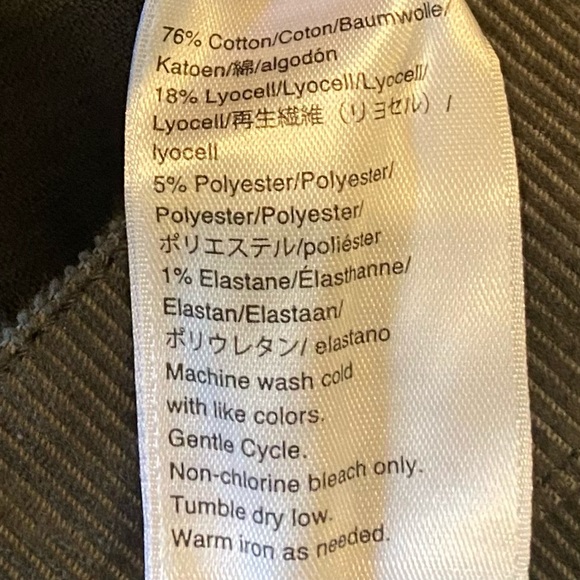 76% Cotton/Coton/Baumwolle/
Katoen/綿/algodón
18% Lyocell/Lyocell/Lyocell/
Lyocell/再生繊維（リヨセル）/
lyocell
5% Polyester/Polyester/
Polyester/Polyester/
ポリエステル/poliéster
1% Elastane/Élasthanne/
Elastan/Elastaan/
ポリウレタン/ elastano
Machine wash cold
with like colors.
Gentle Cycle.
Non-chlorine bleach only.
Tumble dry low.
Warm iron as needed.